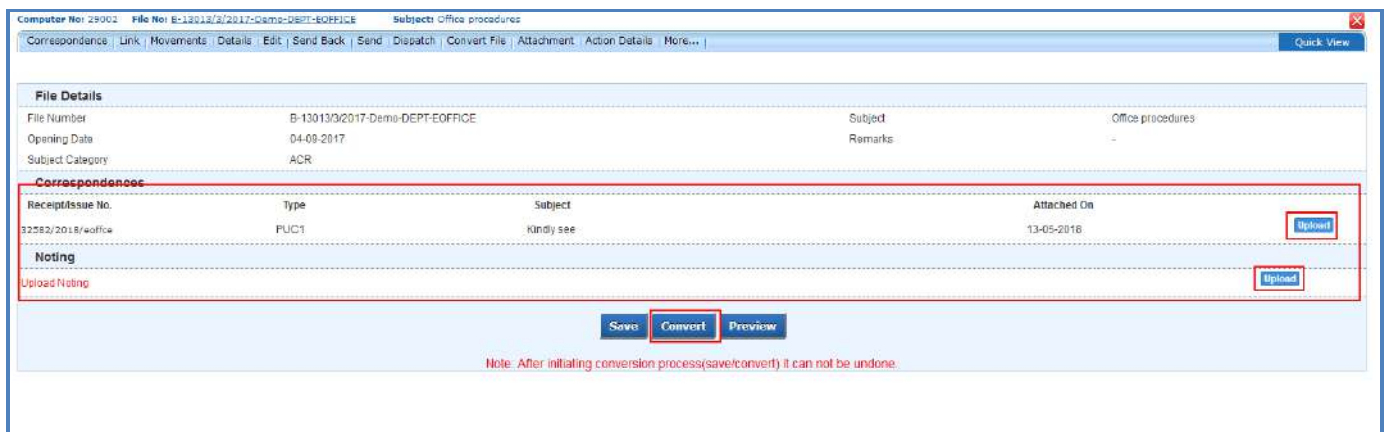 Computer No: 29002 File No: B-13013/3/2017-Demo-DEPT-EOFFICE Subject: Office procedures
Correspondence | Link | Movements | Details | Edit | Send Back | Send | Dispatch | Convert File | Attachment | Action Details | More... | Quick View
File Details
File Number B-13013/3/2017-Demo-DEPT-EOFFICE Subject Office procedures
Opening Date 04-09-2017 Remarks -
Subject Category ACR
Correspondences
Receipt/Issue No. Type Subject Attached On
32582/2018/eoffce PUC1 Kindly see 13-05-2018 Upload
Noting
Upload Noting Upload
Save Convert Preview
Note: After initiating conversion process(save/convert) it can not be undone.